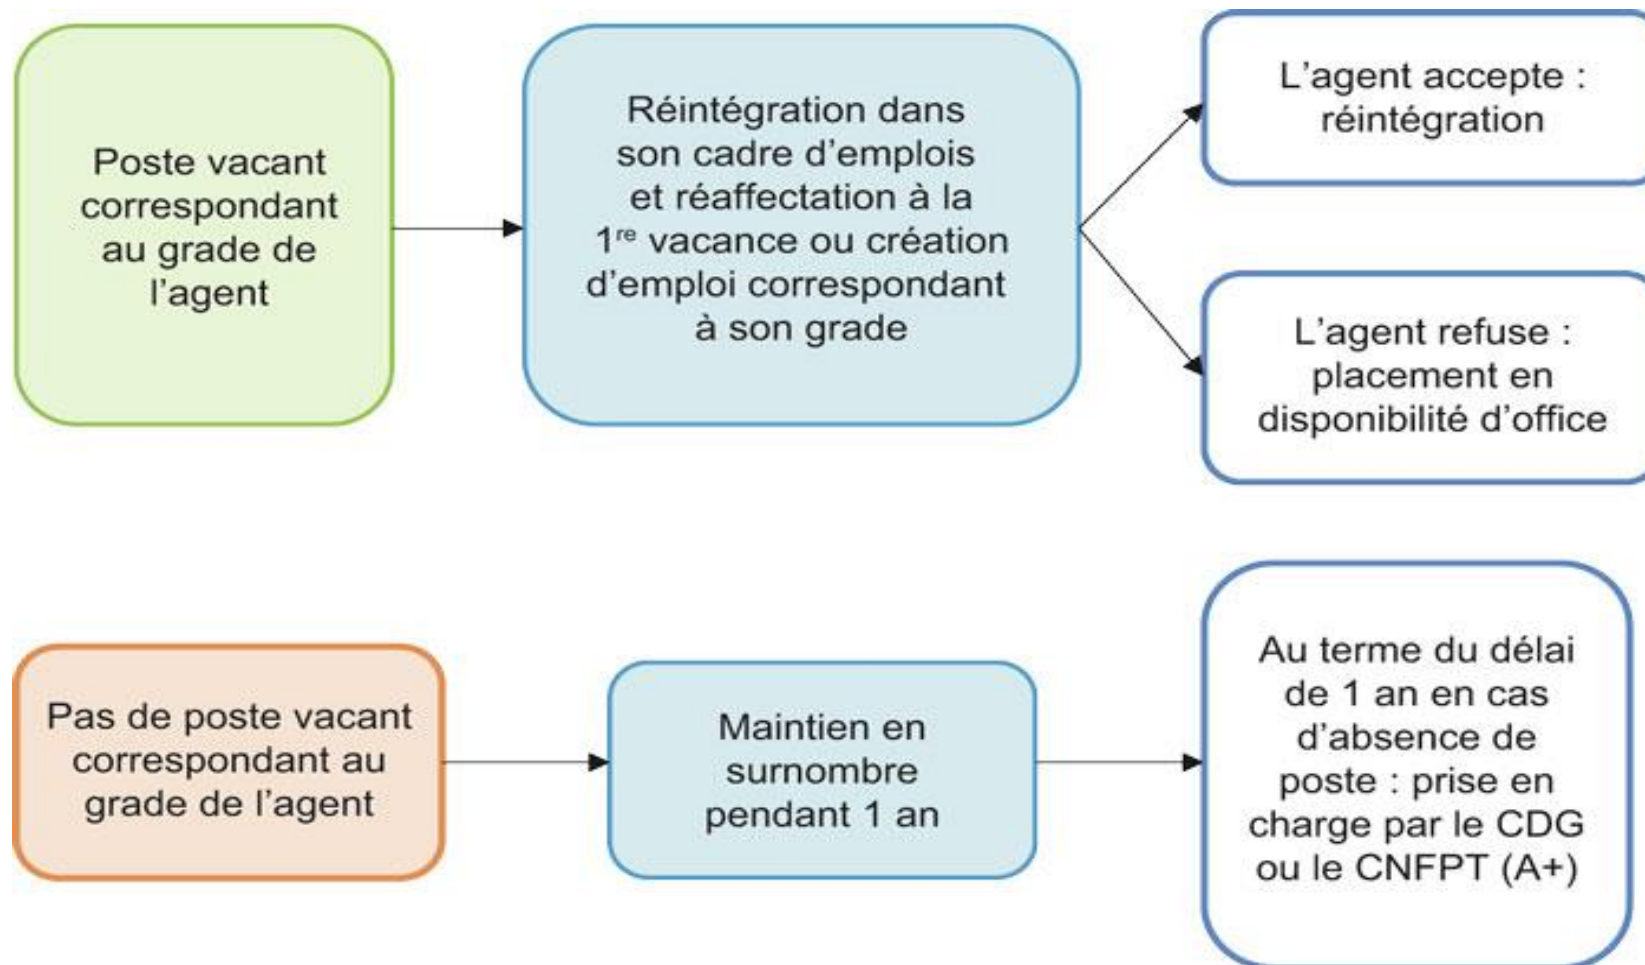 Poste vacant
correspondant
au grade de
l’agent
Réintégration dans
son cadre d’emplois
et réaffectation à la
1re vacance ou création
d’emploi correspondant
à son grade
L’agent accepte :
réintégration
L’agent refuse :
placement en
disponibilité d’office
Pas de poste vacant
correspondant au
grade de l’agent
Maintien en
surnombre
pendant 1 an
Au terme du délai
de 1 an en cas
d’absence de
poste : prise en
charge par le CDG
ou le CNFPT (A+)